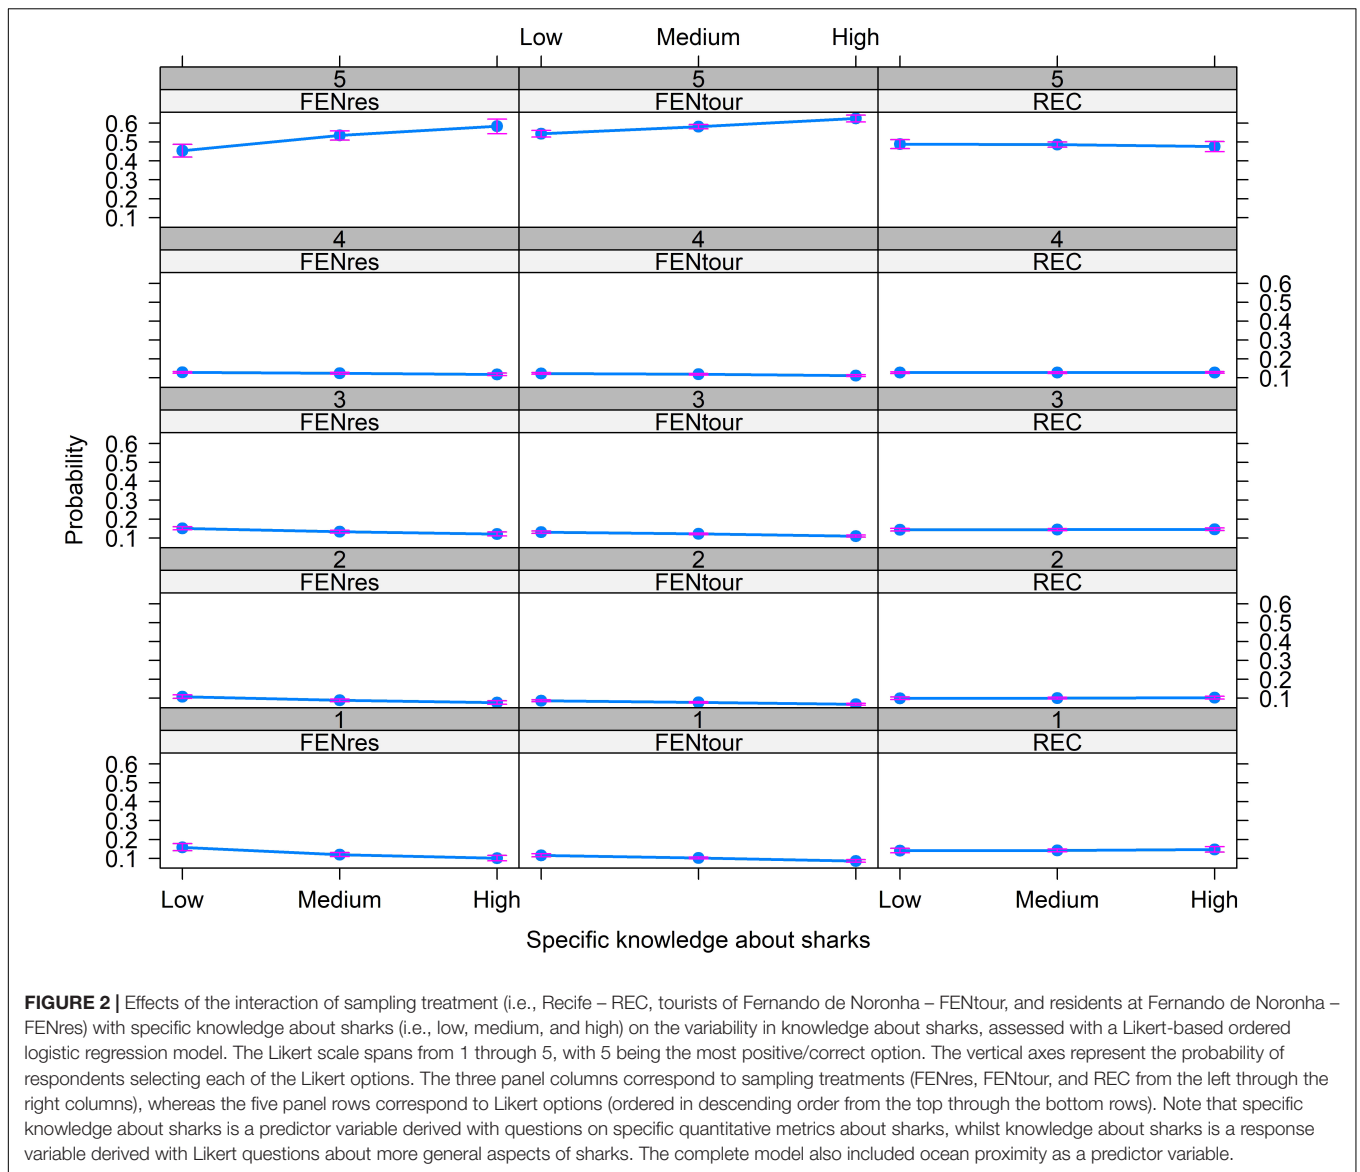 Low Medium High
5 5 5
FENres FENtour REC
0.6
0.5
0.4
0.3
0.2
0.1
4 4 4
FENres FENtour REC
0.6
0.5
0.4
0.3
0.2
0.1
3 3 3
FENres FENtour REC
0.6
0.5
0.4
0.3
0.2
0.1
Probability
2 2 2
FENres FENtour REC
0.6
0.5
0.4
0.3
0.2
0.1
1 1 1
FENres FENtour REC
0.6
0.5
0.4
0.3
0.2
0.1
Low Medium High Low Medium High
Specific knowledge about sharks
FIGURE 2 | Effects of the interaction of sampling treatment (i.e., Recife – REC, tourists of Fernando de Noronha – FENtour, and residents at Fernando de Noronha –
FENres) with specific knowledge about sharks (i.e., low, medium, and high) on the variability in knowledge about sharks, assessed with a Likert-based ordered
logistic regression model. The Likert scale spans from 1 through 5, with 5 being the most positive/correct option. The vertical axes represent the probability of
respondents selecting each of the Likert options. The three panel columns correspond to sampling treatments (FENres, FENtour, and REC from the left through the
right columns), whereas the five panel rows correspond to Likert options (ordered in descending order from the top through the bottom rows). Note that specific
knowledge about sharks is a predictor variable derived with questions on specific quantitative metrics about sharks, whilst knowledge about sharks is a response
variable derived with Likert questions about more general aspects of sharks. The complete model also included ocean proximity as a predictor variable.